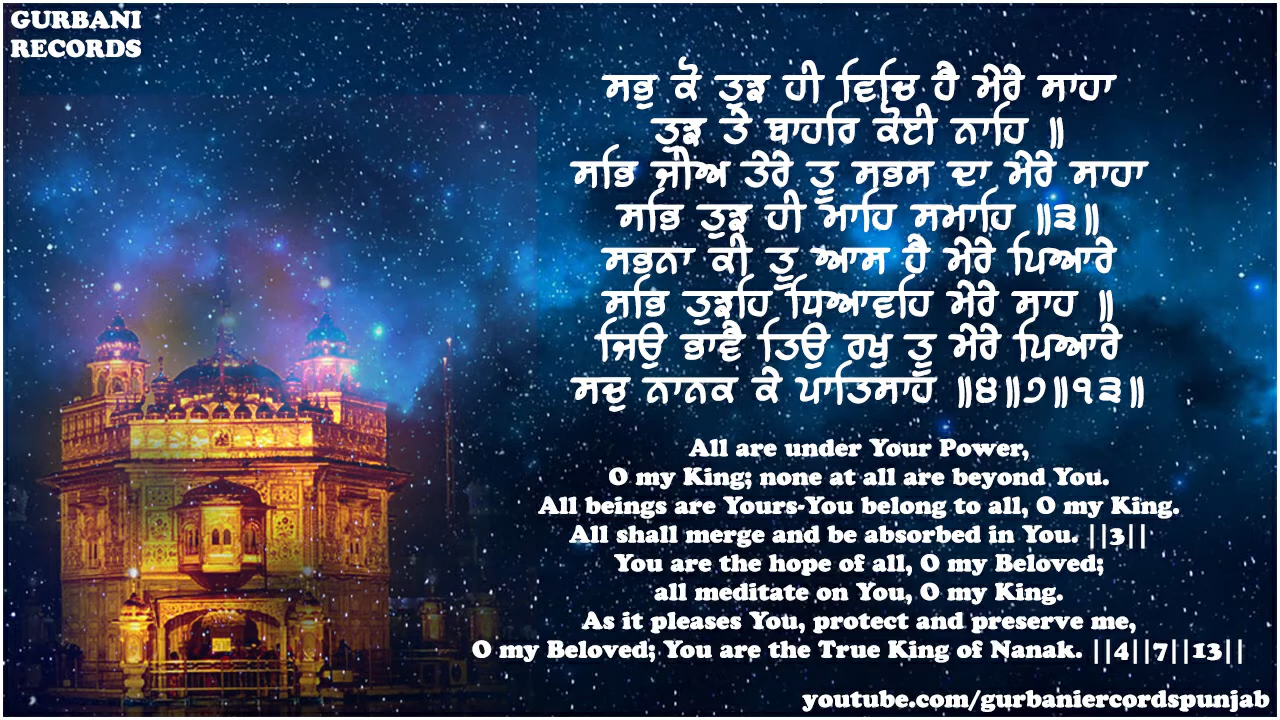 GURBANI
RECORDS
ਸਭੁ ਕੋ ਤੁਝ ਹੀ ਵਿਚਿ ਹੈ ਮੇਰੇ ਸਾਹਾ
ਤੁਝ ਤੇ ਬਾਹਰਿ ਕੋਈ ਨਾਹਿ ॥
ਸਭਿ ਜੀਅ ਤੇਰੇ ਤੂ ਸਭਸ ਦਾ ਮੇਰੇ ਸਾਹਾ
ਸਭਿ ਤੁਝ ਹੀ ਮਾਹਿ ਸਮਾਹਿ ॥੩॥
ਸਭਨਾ ਕੀ ਤੂ ਆਸ ਹੈ ਮੇਰੇ ਪਿਆਰੇ
ਸਭਿ ਤੁਝਹਿ ਧਿਆਵਹਿ ਮੇਰੇ ਸਾਹ ॥
ਜਿਉ ਭਾਵੈ ਤਿਉ ਰਖੁ ਤੂ ਮੇਰੇ ਪਿਆਰੇ
ਸਚੁ ਨਾਨਕ ਕੇ ਪਾਤਿਸਾਹ ॥੪॥੭॥੧੩॥
All are under Your Power,
O my King; none at all are beyond You.
All beings are Yours-You belong to all, O my King.
All shall merge and be absorbed in You. ||3||
You are the hope of all, O my Beloved;
all meditate on You, O my King.
As it pleases You, protect and preserve me,
O my Beloved; You are the True King of Nanak. ||4||7||13||
youtube.com/gurbaniercordspunjab